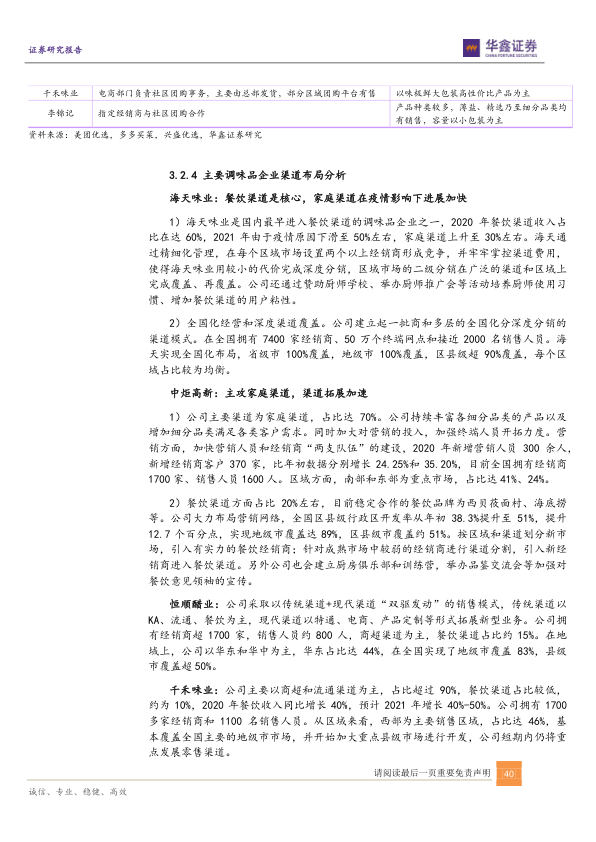 证券研究报告
华鑫证券
CHINA FORTUNE SECURITIES
千禾味业 电商部门负责社区团购事务，主要由总部发货、部分区域团购平台有售 以味极鲜大包装高性价比产品为主
李锦记 指定经销商与社区团购合作 产品种类较多，薄盐、精选乃至细分品类均
有销售，容量以小包装为主
资料来源：美团优选，多多买菜，兴盛优选，华鑫证券研究
3.2.4 主要调味品企业渠道布局分析
海天味业：餐饮渠道是核心，家庭渠道在疫情影响下进展加快
1）海天味业是国内最早进入餐饮渠道的调味品企业之一，2020 年餐饮渠道收入占
比在达 60%，2021 年由于疫情原因下滑至 50%左右，家庭渠道上升至 30%左右。海天通
过精细化管理，在每个区域市场设置两个以上经销商形成竞争，并牢牢掌控渠道费用，
使得海天味业用较小的代价完成深度分销，区域市场的二级分销在广泛的渠道和区域上
完成覆盖、再覆盖。公司还通过赞助厨师学校、举办厨师推广会等活动培养厨师使用习
惯、增加餐饮渠道的用户粘性。
2）全国化经营和深度渠道覆盖。公司建立起一批商和多层的全国化分深度分销的
渠道模式。在全国拥有 7400 家经销商、50 万个终端网点和接近 2000 名销售人员。海
天实现全国化布局，省级市 100%覆盖，地级市 100%覆盖，区县级超 90%覆盖，每个区
域占比较为均衡。
中炬高新：主攻家庭渠道，渠道拓展加速
1）公司主要渠道为家庭渠道，占比达 70%。公司持续丰富各细分品类的产品以及
增加细分品类满足各类客户需求。同时加大对营销的投入，加强终端人员开拓力度。营
销方面，加快营销人员和经销商“两支队伍”的建设，2020 年新增营销人员 300 余人，
新增经销商客户 370 家，比年初数据分别增长 24.25%和 35.20%，目前全国拥有经销商
1700 家、销售人员 1600 人。区域方面，南部和东部为重点市场，占比达 41%、24%。
2）餐饮渠道方面占比 20%左右，目前稳定合作的餐饮品牌为西贝莜面村、海底捞
等。公司大力布局营销网络，全国区县级行政区开发率从年初 38.3%提升至 51%，提升
12.7 个百分点，实现地级市覆盖达 89%，区县级市覆盖约 51%。按区域和渠道划分新市
场，引入有实力的餐饮经销商；针对成熟市场中较弱的经销商进行渠道分割，引入新经
销商进入餐饮渠道。另外公司也会建立厨房俱乐部和训练营，举办品鉴交流会等加强对
餐饮意见领袖的宣传。
恒顺醋业：公司采取以传统渠道+现代渠道“双驱发动”的销售模式，传统渠道以
KA、流通、餐饮为主，现代渠道以特通、电商、产品定制等形式拓展新型业务。公司拥
有经销商超 1700 家，销售人员约 800 人，商超渠道为主，餐饮渠道占比约 15%。在地
域上，公司以华东和华中为主，华东占比达 44%，在全国实现了地级市覆盖 83%，县级
市覆盖超 50%。
千禾味业：公司主要以商超和流通渠道为主，占比超过 90%，餐饮渠道占比较低，
约为 10%，2020 年餐饮收入同比增长 40%，预计 2021 年增长 40%-50%。公司拥有 1700
多家经销商和 1100 名销售人员。从区域来看，西部为主要销售区域，占比达 46%，基
本覆盖全国主要的地级市市场，并开始加大重点县级市场进行开发，公司短期内仍将重
点发展零售渠道。
请阅读最后一页重要免责声明 40
诚信、专业、稳健、高效